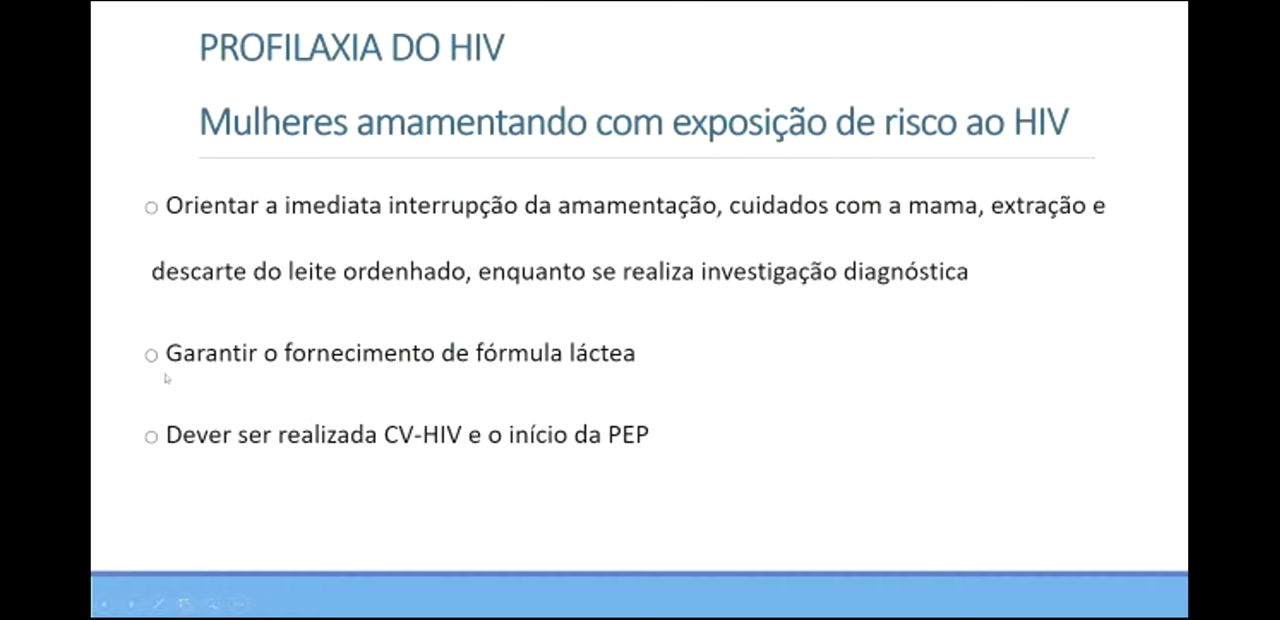 PROFILAXIA DO HIV
Mulheres amamentando com exposição de risco ao HIV
Orientar a imediata interrupção da amamentação, cuidados com a mama, extração e
descarte do leite ordenhado, enquanto se realiza investigação diagnóstica
Garantir o fornecimento de fórmula láctea
Dever ser realizada CV-HIV e o início da PEP